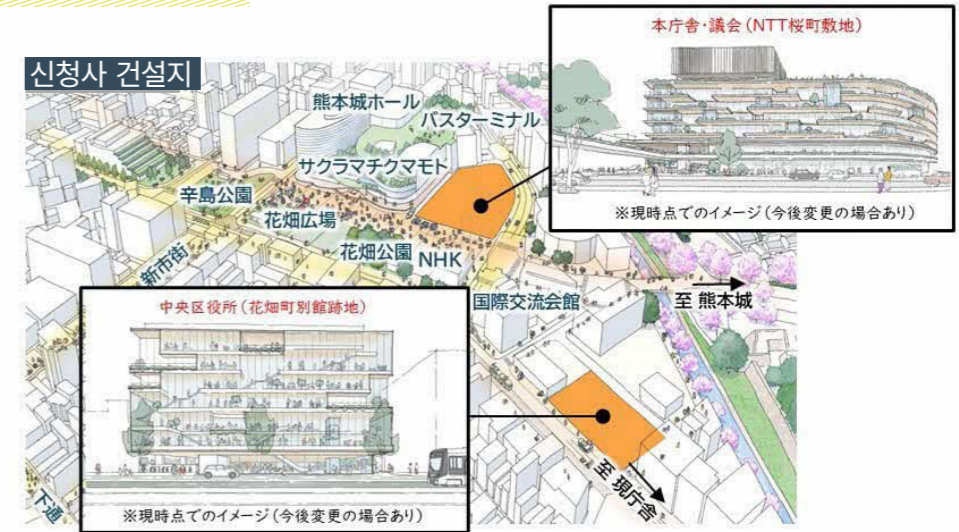 신청사 건설지
本庁舎・議会(NTT桜町敷地)
※現時点でのイメージ(今後変更の場合あり)
熊本城ホール
バスターミナル
サクラマチクマモト
辛島公園
花畑広場
花畑公園
NHK
新市街
国際交流会館
至 熊本城
中央区役所(花畑町別館跡地)
※現時点でのイメージ(今後変更の場合あり)
至 現庁舎
下通